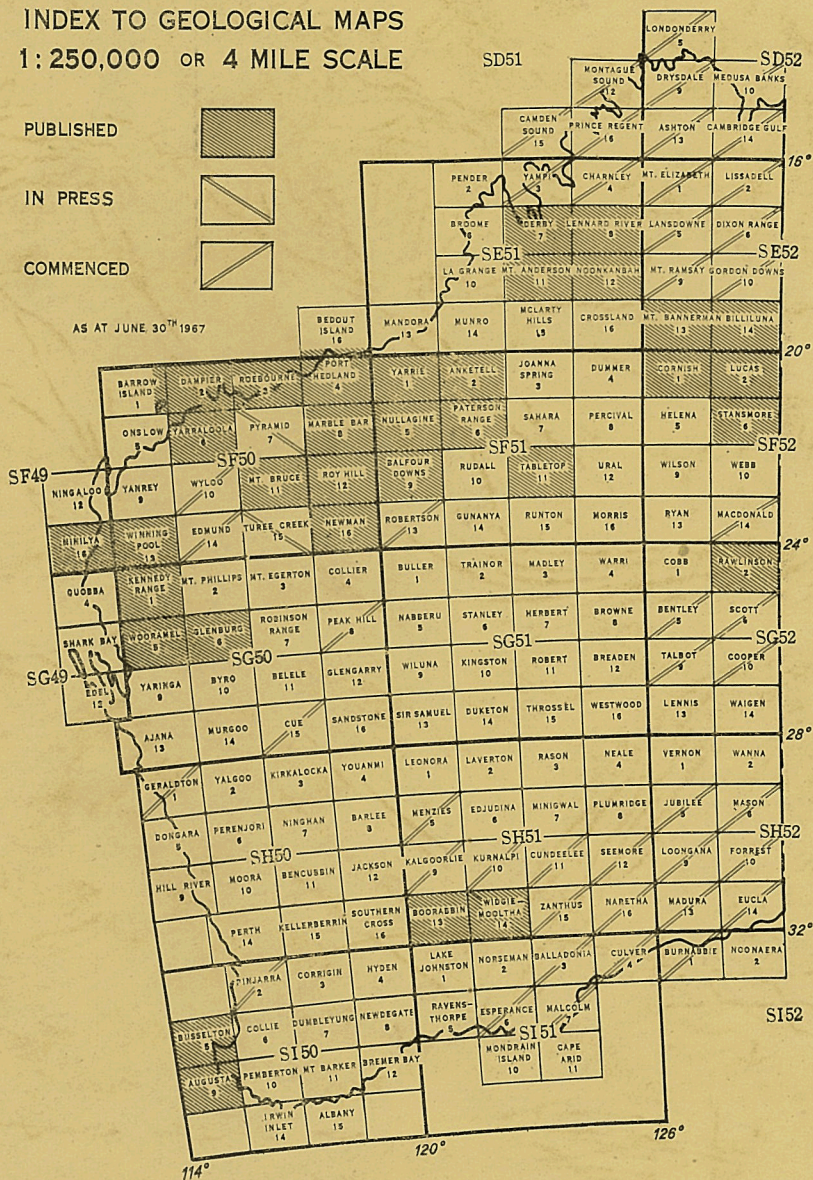 INDEX TO GEOLOGICAL MAPS
1:250,000 OR 4 MILE SCALE
PUBLISHED
IN PRESS
COMMENCED
AS AT JUNE 30TH 1967
SD51
SD52
LONDONDERRY 5
MONTAGUE SOUND 12
DRYSDALE 9
MEDUSA BANKS 10
CAMDEN SOUND 15
PRINCE REGENT 16
ASHTON 13
CAMBRIDGE GULF 14
16°
PENDER 2
YAMPI 3
CHARNLEY 4
MT. ELIZABETH 1
LISSADELL 2
BROOME 6
DERBY 7
LENNARD RIVER 8
LANSDOWNE 5
DIXON RANGE 6
SE51
SE52
LA GRANGE 10
MT. ANDERSON 11
NOONKANBAH 12
MT. RAMSAY 9
GORDON DOWNS 10
BEDOUT ISLAND 16
MANDORA 13
MUNRO 14
MCLARTY HILLS 15
CROSSLAND 16
MT. BANNERMAN 13
BILLILUNA 14
20°
BARROW ISLAND 1
DAMPIER 2
ROEBOURNE 3
PORT HEDLAND 4
YARRIE 1
ANKETELL 2
JOANNA SPRING 3
DUMMER 4
CORNISH 1
LUCAS 2
ONSLOW 5
YARRALOOLA 6
PYRAMID 7
MARBLE BAR 8
NULLAGINE 5
PATERSON RANGE 6
SAHARA 7
PERCIVAL 8
HELENA 5
STANSMORE 6
SF49
SF50
SF51
SF52
NINGALOO 12
YANREY 9
WYLOO 10
MT. BRUCE 11
ROY HILL 12
BALFOUR DOWNS 9
RUDALL 10
TABLETOP 11
URAL 12
WILSON 9
WEBB 10
MINILYA 16
WINNING POOL 13
EDMUND 14
TUREE CREEK 15
NEWMAN 16
ROBERTSON 13
GUNANYA 14
RUNTON 15
MORRIS 16
RYAN 13
MACDONALD 14
24°
QUOBBA 4
KENNEDY RANGE 1
MT. PHILLIPS 2
MT. EGERTON 3
COLLIER 4
BULLER 1
TRAINOR 2
MADLEY 3
WARRI 4
COBB 1
RAWLINSON 2
SHARK BAY 8
WOORAMEL 5
GLENBURG 6
ROBINSON RANGE 7
PEAK HILL 8
NABBERU 5
STANLEY 6
HERBERT 7
BROWNE 8
BENTLEY 5
SCOTT 6
SG49
SG50
SG51
SG52
EDEL 12
YARINGA 9
BYRO 10
BELELE 11
GLENGARRY 12
WILUNA 9
KINGSTON 10
ROBERT 11
BREADEN 12
TALBOT 9
COOPER 10
AJANA 13
MURGOO 14
CUE 15
SANDSTONE 16
SIR SAMUEL 13
DUKETON 14
THROSSEL 15
WESTWOOD 16
LENNIS 13
WAIGEN 14
28°
GERALDTON 1
YALGOO 2
KIRKALOCKA 3
YOUANMI 4
LEONORA 1
LAVERTON 2
RASON 3
NEALE 4
VERNON 1
WANNA 2
DONGARA 5
PERENJORI 6
NINGHAN 7
BARLEE 8
MENZIES 5
EDJUDINA 6
MINIGWAL 7
PLUMRIDGE 8
JUBILEE 5
MASON 6
SH50
SH51
SH52
HILL RIVER 9
MOORA 10
BENCUBBIN 11
JACKSON 12
KALGOORLIE 9
KURNALPI 10
CUNDEELEE 11
SEEMORE 12
LOONGANA 9
FORREST 10
PERTH 14
KELLERBERRIN 15
SOUTHERN CROSS 16
BOORABBIN 13
WIDGIE-MOOLTHA 14
ZANTHUS 15
NARETHA 16
MADURA 13
EUCLA 14
32°
PINJARRA 2
CORRIGIN 3
HYDEN 4
LAKE JOHNSTON 1
NORSEMAN 2
BALLADONIA 3
CULVER 4
BURNABBIE 1
NOONAERA 2
BUSSELTON 5
COLLIE 6
DUMBLEYUNG 7
NEWDEGATE 8
RAVENS-THORPE 5
ESPERANCE 6
MALCOLM 7
SI50
SI51
SI52
AUGUSTA 9
PEMBERTON 10
MT BARKER 11
BREMER BAY 12
MONDRAIN ISLAND 10
CAPE ARID 11
IRWIN INLET 14
ALBANY 15
114°
120°
126°